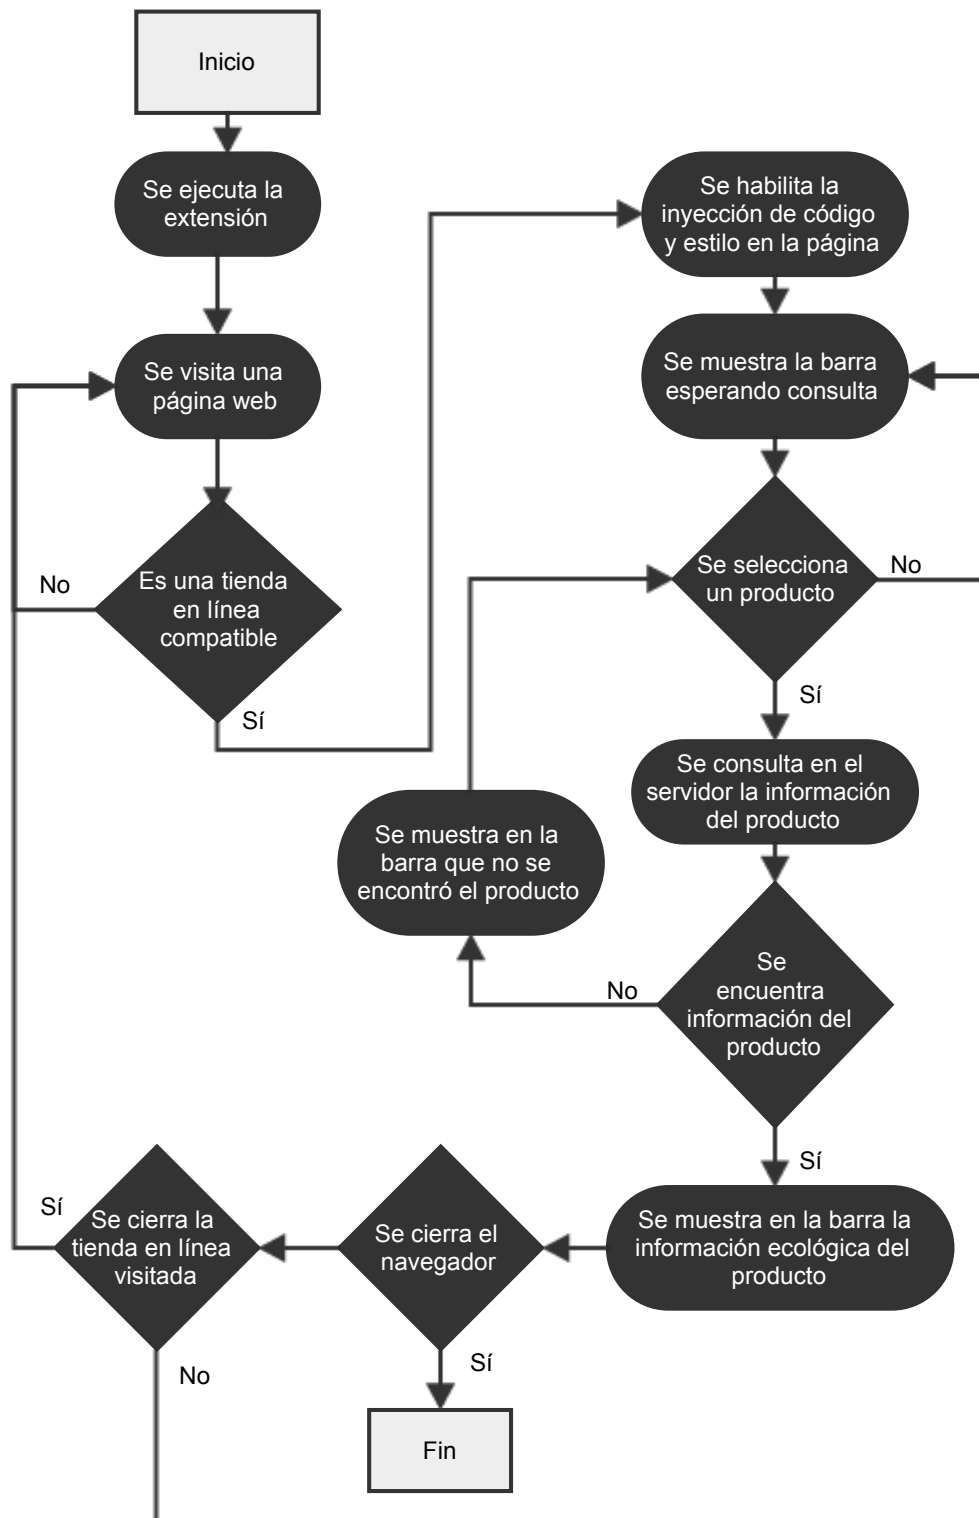 Inicio
Se ejecuta la
extensión
Se visita una
página web
No
Es una tienda
en línea
compatible
Sí
Se habilita la
inyección de código
y estilo en la página
Se muestra la barra
esperando consulta
Se selecciona
un producto
No
Sí
Se consulta en el
servidor la información
del producto
Se muestra en la
barra que no se
encontró el producto
No
Se
encuentra
información del
producto
Sí
Se muestra en la barra la
información ecológica del
producto
Se cierra el
navegador
Sí
Fin
Se cierra la
tienda en línea
visitada
Sí
No